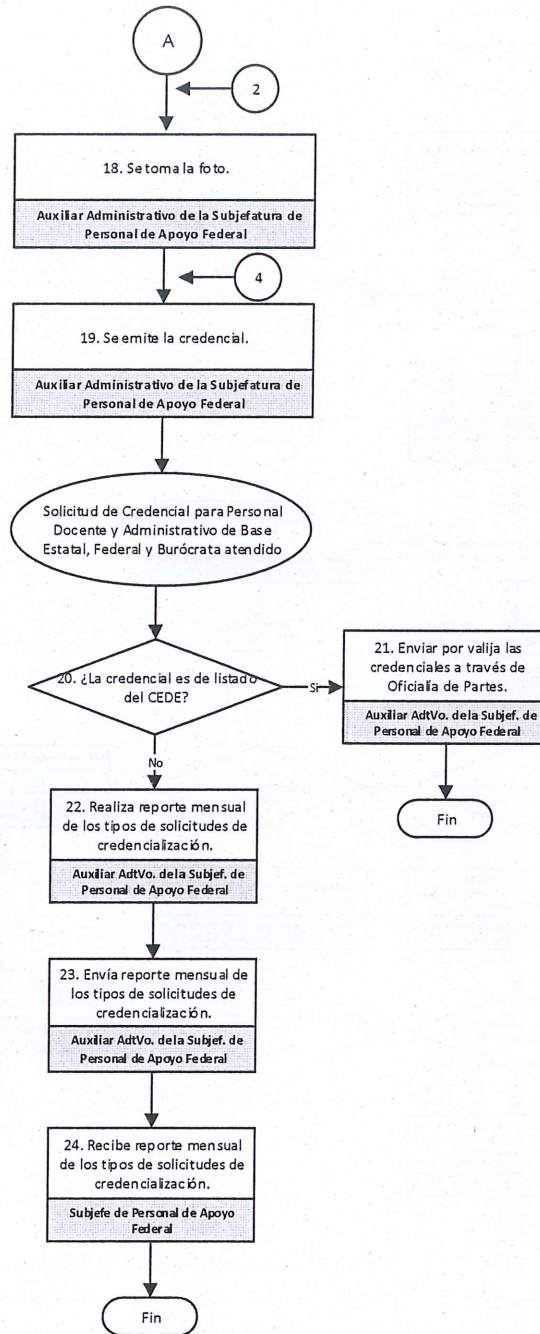 A
2
18. Se toma la foto.
Auxiliar Administrativo de la Subjefatura de
Personal de Apoyo Federal
4
19. Se emite la credencial.
Auxiliar Administrativo de la Subjefatura de
Personal de Apoyo Federal
Solicitud de Credencial para Personal
Docente y Administrativo de Base
Estatal, Federal y Burócrata atendido
20. ¿La credencial es de listado
del CEDE?
Si
21. Enviar por valija las
credenciales a través de
Oficialía de Partes.
Auxiliar AdtVo. de la Subjef. de
Personal de Apoyo Federal
Fin
No
22. Realiza reporte mensual
de los tipos de solicitudes de
credencialización.
Auxiliar AdtVo. de la Subjef. de
Personal de Apoyo Federal
23. Envía reporte mensual de
los tipos de solicitudes de
credencialización.
Auxiliar AdtVo. de la Subjef. de
Personal de Apoyo Federal
24. Recibe reporte mensual
de los tipos de solicitudes de
credencialización.
Subjefe de Personal de Apoyo
Federal
Fin